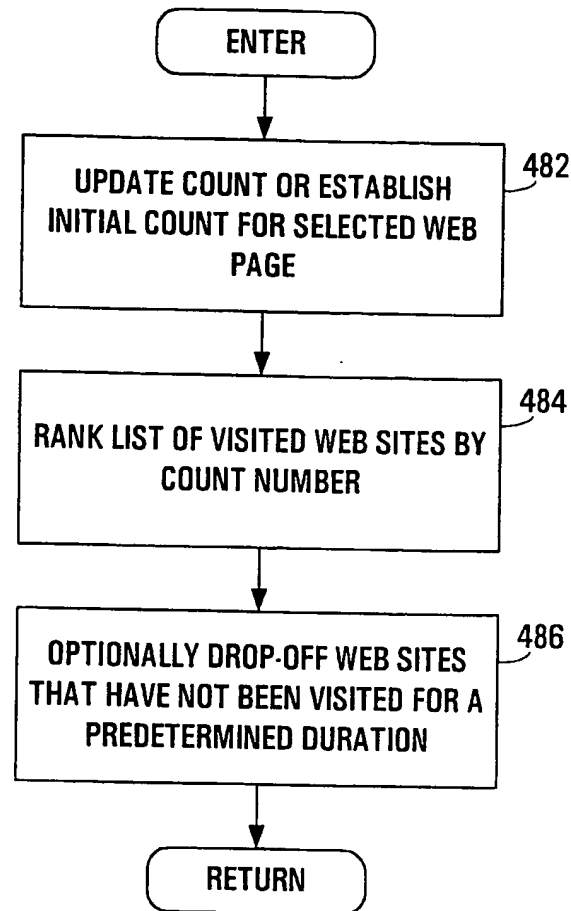 ENTER
UPDATE COUNT OR ESTABLISH
INITIAL COUNT FOR SELECTED WEB
PAGE
482
RANK LIST OF VISITED WEB SITES BY
COUNT NUMBER
484
OPTIONALLY DROP-OFF WEB SITES
THAT HAVE NOT BEEN VISITED FOR A
PREDETERMINED DURATION
486
RETURN